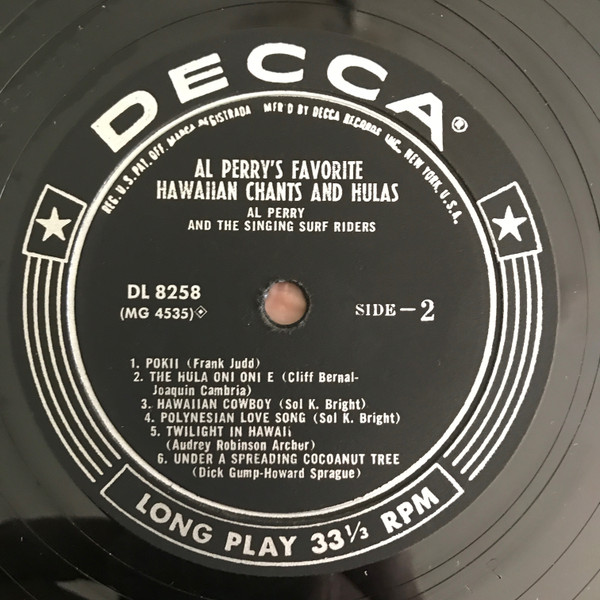 DECCA®
REG. U.S. PAT. OFF. MARCA REGISTRADA MFR'D BY DECCA RECORDS, INC., NEW YORK, U.S.A.
AL PERRY'S FAVORITE
HAWAIIAN CHANTS AND HULAS
AL PERRY
AND THE SINGING SURF RIDERS
DL 8258
(MG 4535)
SIDE-2
1. POKII (Frank Judd)
2. THE HULA ONI ONI E (Cliff Bernal-
Joaquin Cambria)
3. HAWAIIAN COWBOY (Sol K. Bright)
4. POLYNESIAN LOVE SONG (Sol K. Bright)
5. TWILIGHT IN HAWAII
(Audrey Robinson Archer)
6. UNDER A SPREADING COCOANUT TREE
(Dick Gump-Howard Sprague)
LONG PLAY 33⅓ RPM